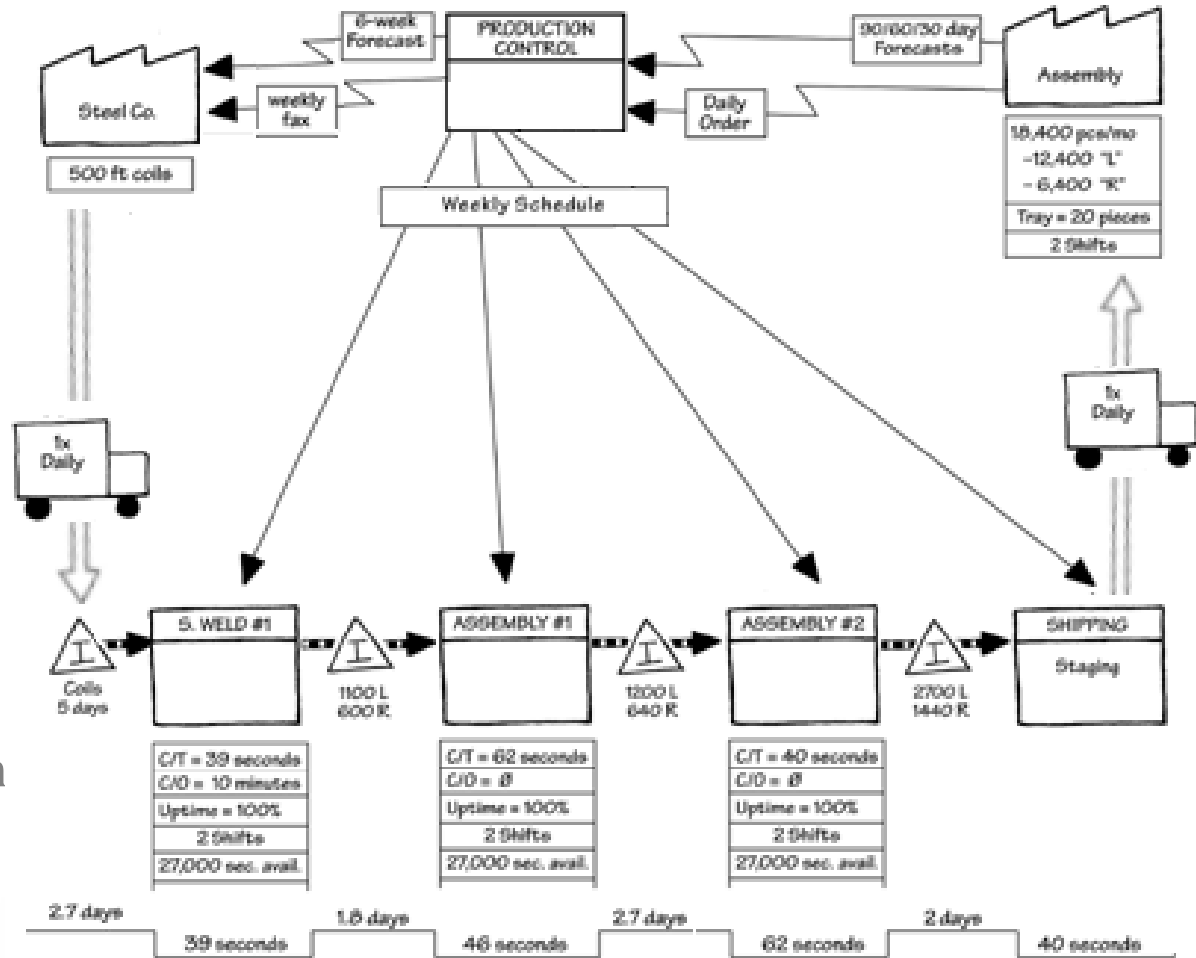 6-week
Forecast
PRODUCTION
CONTROL
90/60/30 day
Forecasts
Steel Co.
weekly
fax
Daily
Order
Assembly
500 ft coils
18,400 pcs/mo
-12,400 "L"
- 6,400 "R"
Tray = 20 pieces
2 Shifts
Weekly Schedule
1x
Daily
1x
Daily
S. WELD #1
ASSEMBLY #1
ASSEMBLY #2
SHIPPING
I
I
I
I
Staging
Coils
5 days
1100 L
600 R
1200 L
640 R
2700 L
1440 R
C/T = 39 seconds
C/O = 10 minutes
Uptime = 100%
2 Shifts
27,000 sec. avail.
C/T = 62 seconds
C/O = Ø
Uptime = 100%
2 Shifts
27,000 sec. avail.
C/T = 40 seconds
C/O = Ø
Uptime = 100%
2 Shifts
27,000 sec. avail.
2.7 days
1.8 days
2.7 days
2 days
39 seconds
46 seconds
62 seconds
40 seconds